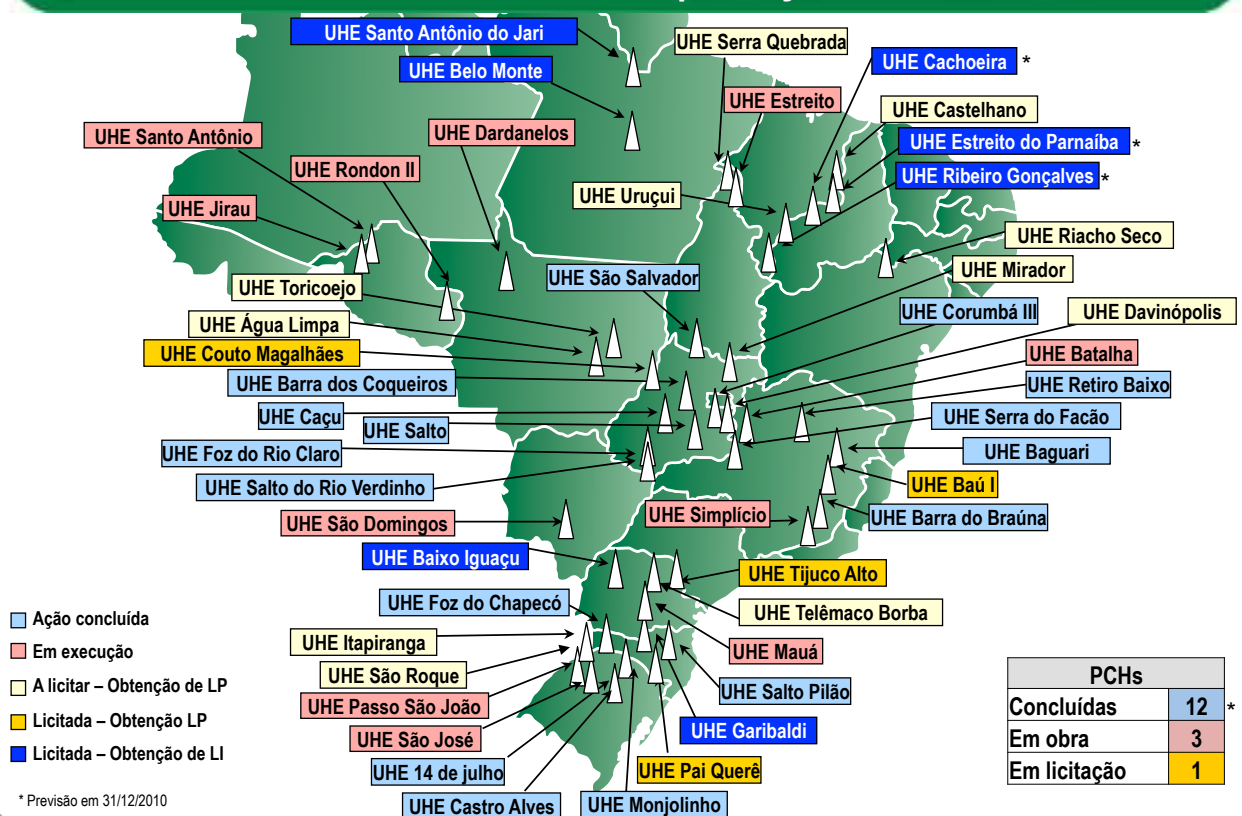 UHE Santo Antônio do Jari
UHE Serra Quebrada
UHE Cachoeira *
UHE Belo Monte
UHE Estreito
UHE Castelhano
UHE Santo Antônio
UHE Dardanelos
UHE Estreito do Parnaíba *
UHE Rondon II
UHE Ribeiro Gonçalves *
UHE Uruçui
UHE Jirau
UHE Riacho Seco
UHE São Salvador
UHE Mirador
UHE Toricoejo
UHE Corumbá III
UHE Davinópolis
UHE Água Limpa
UHE Couto Magalhães
UHE Batalha
UHE Barra dos Coqueiros
UHE Retiro Baixo
UHE Caçu
UHE Serra do Facão
UHE Salto
UHE Foz do Rio Claro
UHE Baguari
UHE Salto do Rio Verdinho
UHE Baú I
UHE São Domingos
UHE Simplício
UHE Barra do Braúna
UHE Baixo Iguaçu
UHE Tijuco Alto
UHE Foz do Chapecó
UHE Telêmaco Borba
UHE Itapiranga
UHE Mauá
UHE São Roque
UHE Salto Pilão
UHE Passo São João
UHE Garibaldi
UHE São José
UHE 14 de julho
UHE Pai Querê
UHE Castro Alves
UHE Monjolinho
Ação concluída
Em execução
A licitar – Obtenção de LP
Licitada – Obtenção LP
Licitada – Obtenção de LI
* Previsão em 31/12/2010
PCHs
Concluídas 12 *
Em obra 3
Em licitação 1